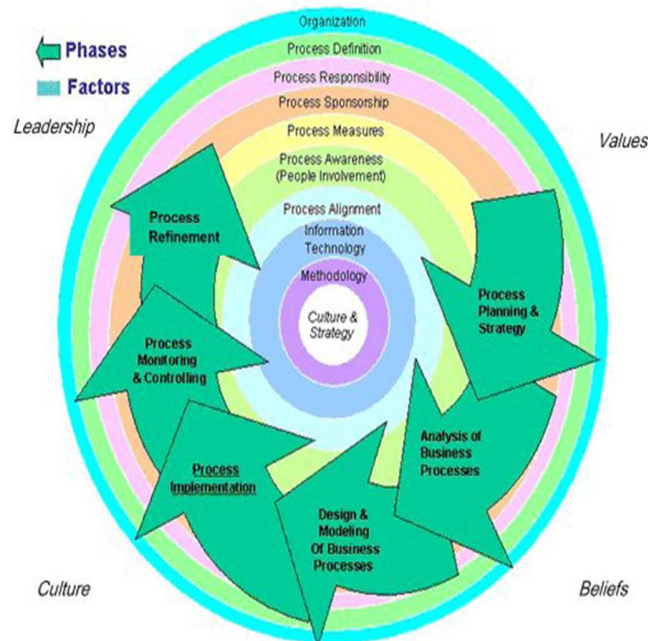 Organization
Phases
Process Definition
Process Responsibility
Factors
Process Sponsorship
Leadership
Process Measures
Values
Process Awareness
(People Involvement)
Process Alignment
Information
Technology
Methodology
Culture &
Strategy
Process
Planning &
Strategy
Analysis of
Business
Processes
Design &
Modeling
Of Business
Processes
Process
Implementation
Process
Monitoring
& Controlling
Process
Refinement
Culture
Beliefs